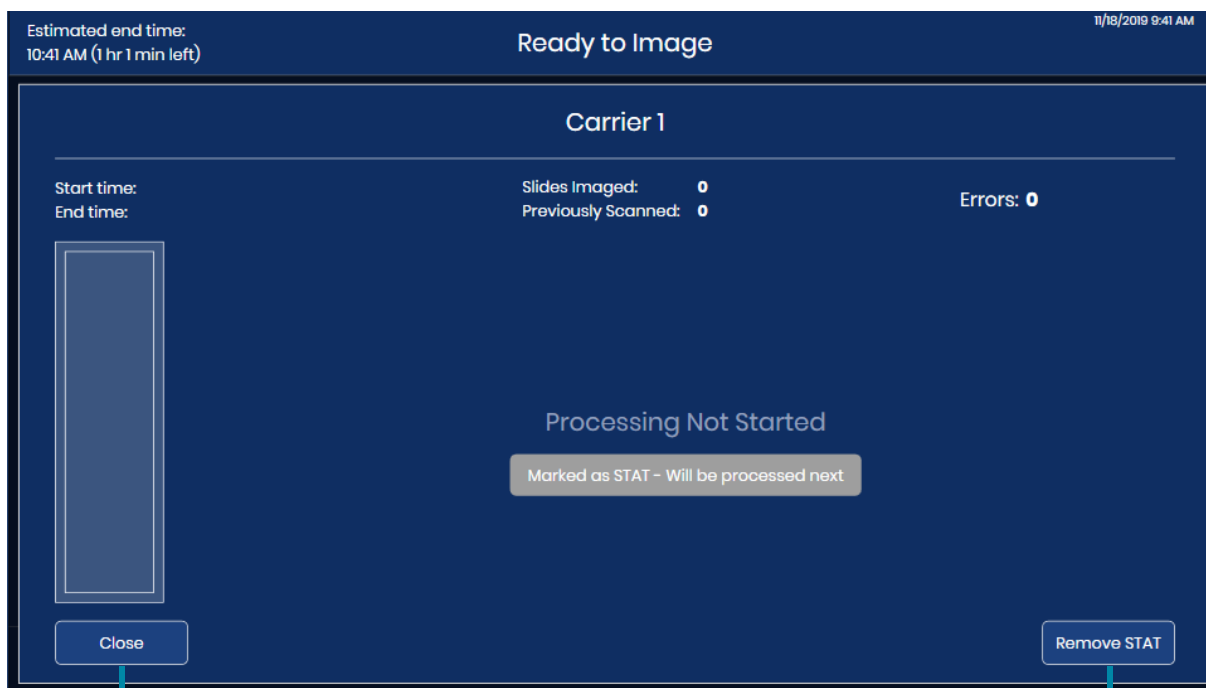 Estimated end time:
10:41 AM (1 hr 1 min left)
Ready to Image
11/18/2019 9:41 AM
Carrier 1
Start time:
End time:
Slides Imaged: 0
Previously Scanned: 0
Errors: 0
Processing Not Started
Marked as STAT - Will be processed next
Close
Remove STAT